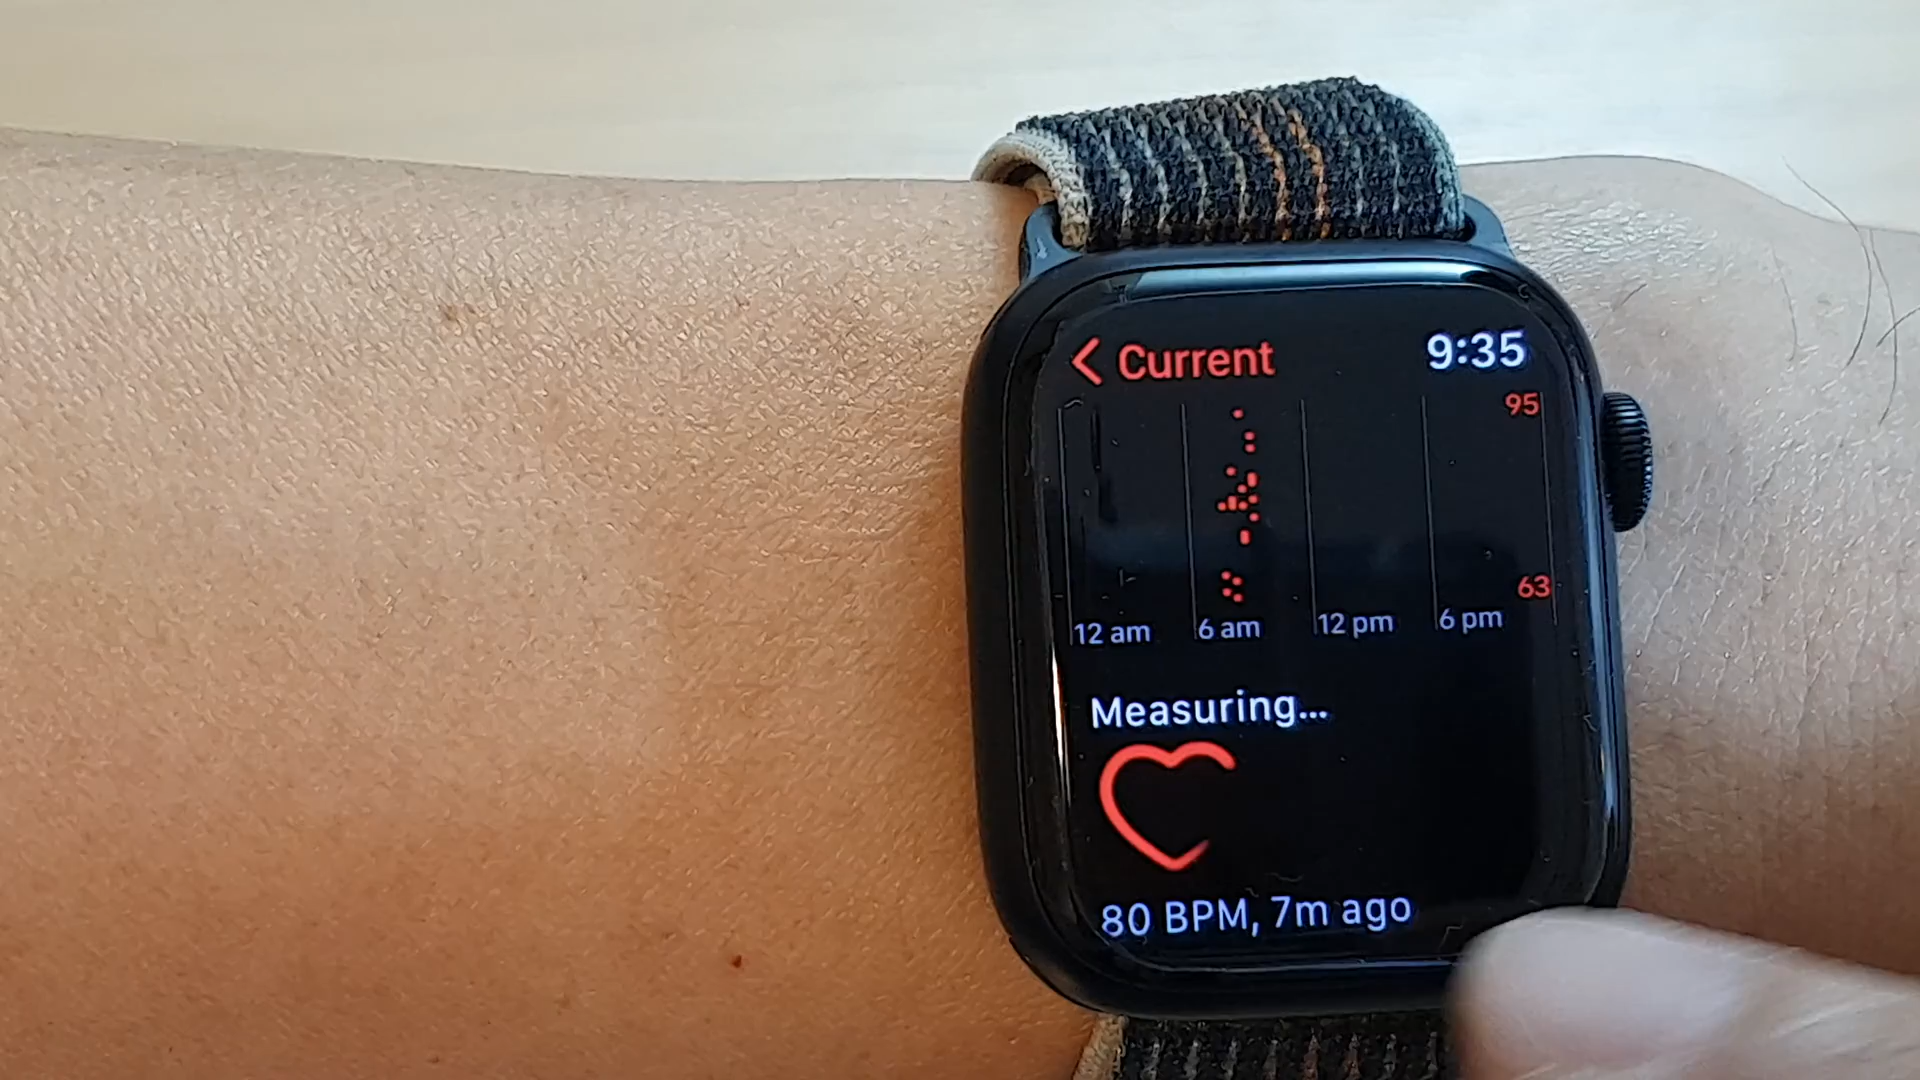 Current
9:35
95
63
12 am 6 am 12 pm 6 pm
Measuring...
80 BPM, 7m ago